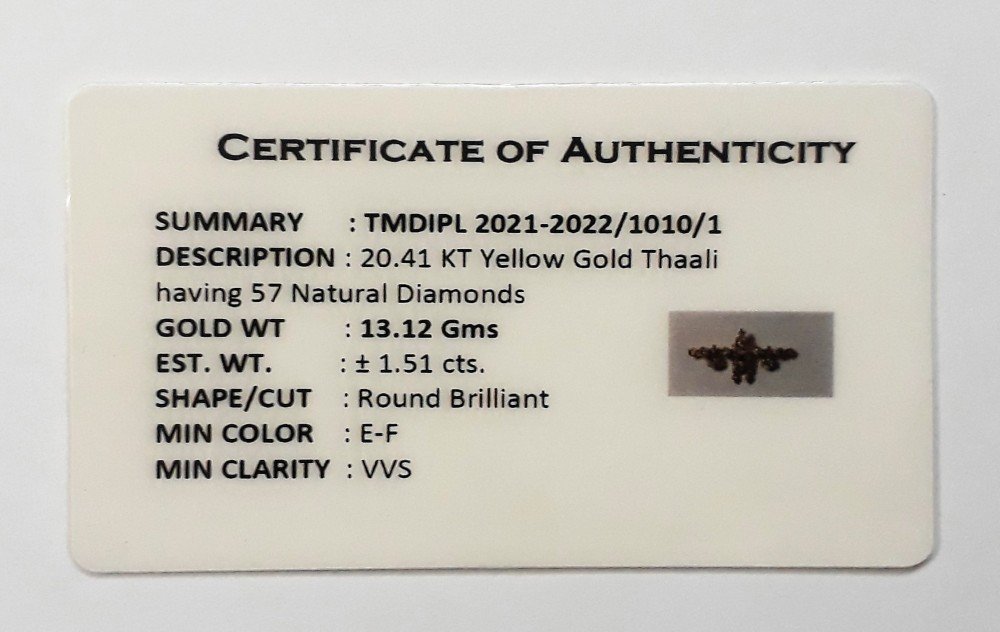 CERTIFICATE OF AUTHENTICITY
SUMMARY : TMDIPL 2021-2022/1010/1
DESCRIPTION : 20.41 KT Yellow Gold Thaali
having 57 Natural Diamonds
GOLD WT : 13.12 Gms
EST. WT. : ± 1.51 cts.
SHAPE/CUT : Round Brilliant
MIN COLOR : E-F
MIN CLARITY : VVS